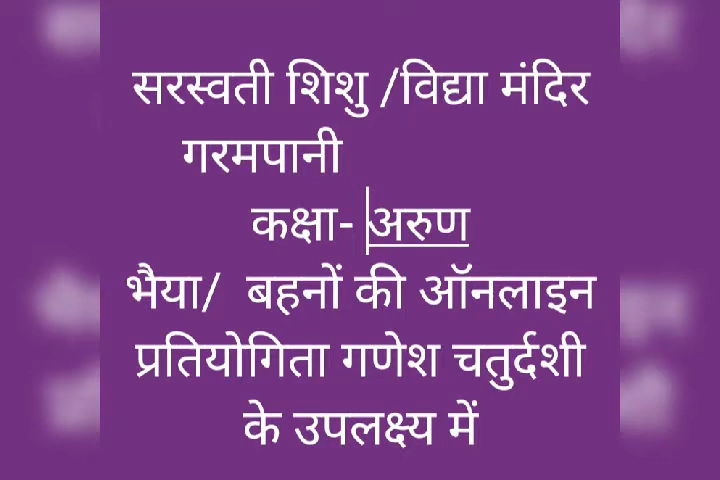 सरस्वती शिशु /विद्या मंदिर
गरमपानी
कक्षा- अरुण
भैया/ बहनों की ऑनलाइन
प्रतियोगिता गणेश चतुर्दशी
के उपलक्ष्य में